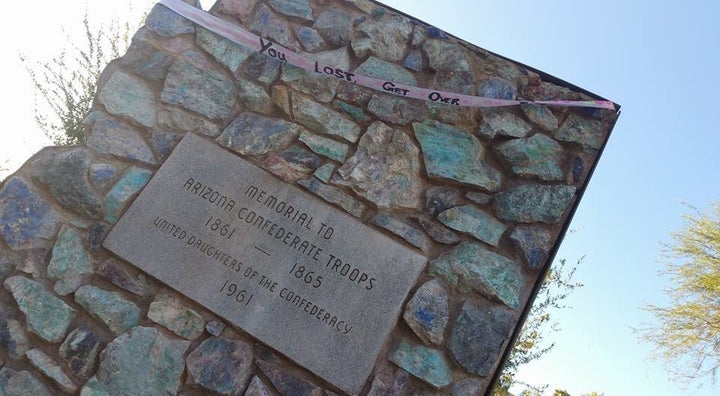 You Lost, Get Over
MEMORIAL TO
ARIZONA CONFEDERATE TROOPS
1861 — 1865
UNITED DAUGHTERS OF THE CONFEDERACY
1961